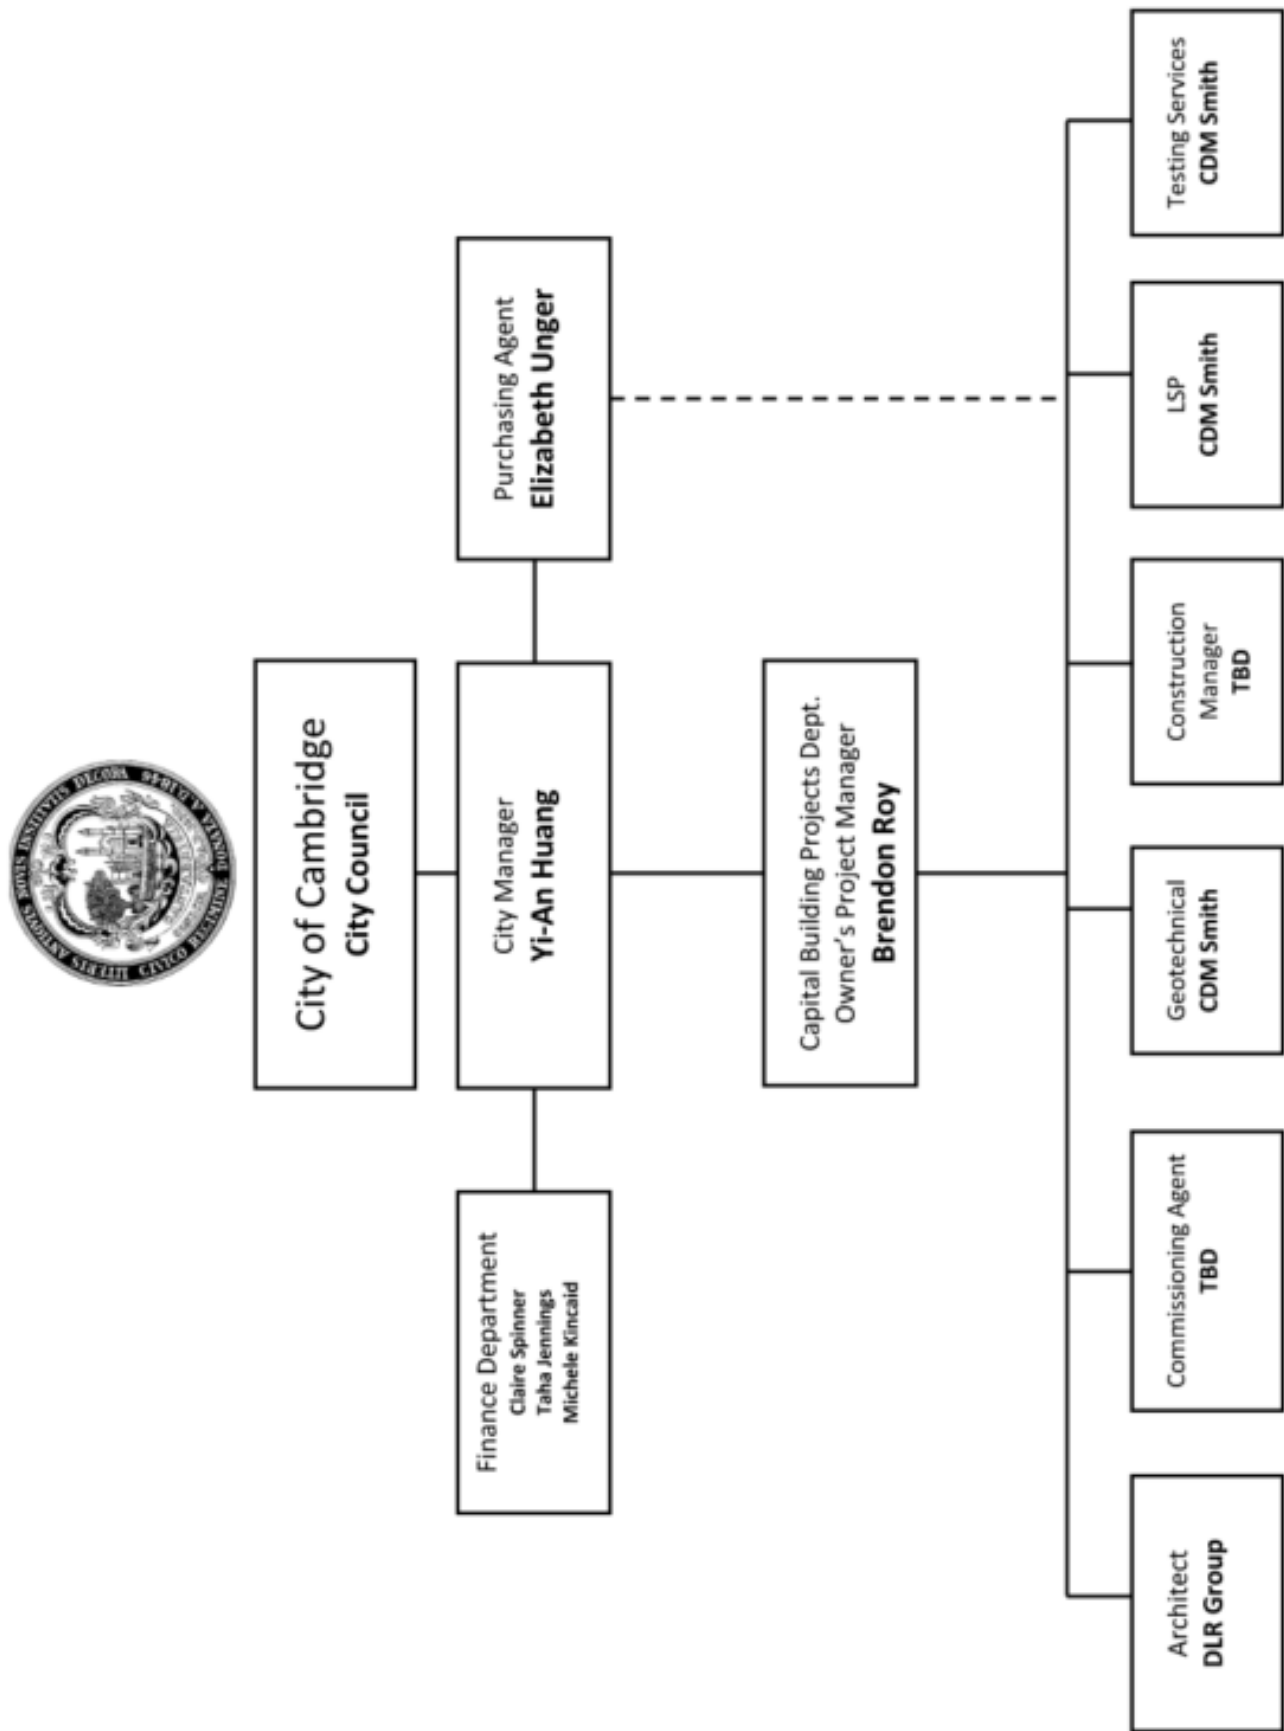 City of Cambridge
City Council
Finance Department
Claire Spinner
Taha Jennings
Michele Kincaid
City Manager
Yi-An Huang
Purchasing Agent
Elizabeth Unger
Capital Building Projects Dept.
Owner's Project Manager
Brendon Roy
Architect
DLR Group
Commissioning Agent
TBD
Geotechnical
CDM Smith
Construction
Manager
TBD
LSP
CDM Smith
Testing Services
CDM Smith